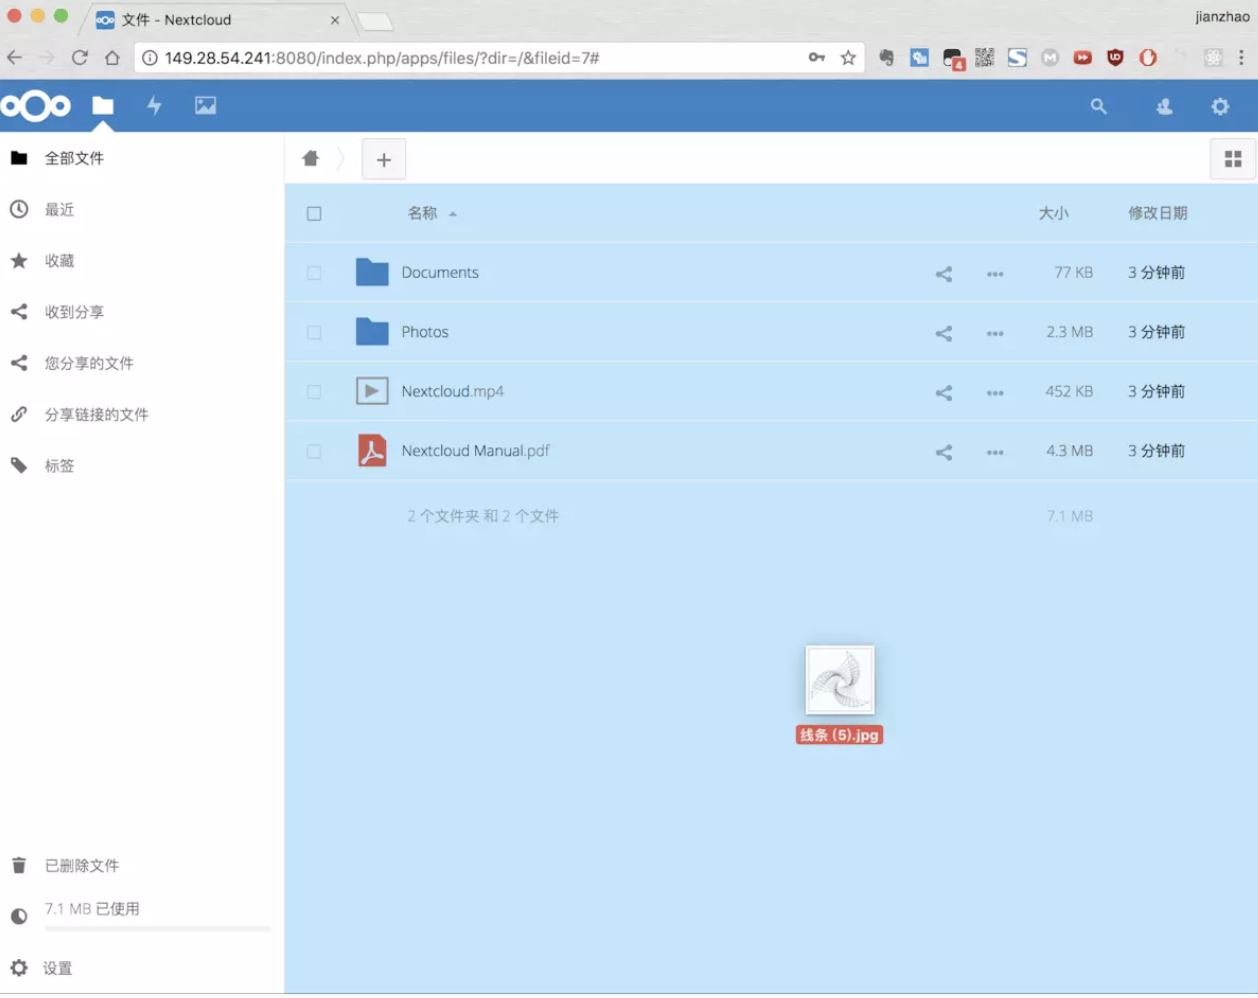 文件 - Nextcloud
jianzhao
149.28.54.241:8080/index.php/apps/files/?dir=/&fileid=7#
4
全部文件
最近
收藏
收到分享
您分享的文件
分享链接的文件
标签
名称 大小 修改日期
Documents 77 KB 3 分钟前
Photos 2.3 MB 3 分钟前
Nextcloud.mp4 452 KB 3 分钟前
Nextcloud Manual.pdf 4.3 MB 3 分钟前
2 个文件夹 和 2 个文件 7.1 MB
线条 (5).jpg
已删除文件
7.1 MB 已使用
设置